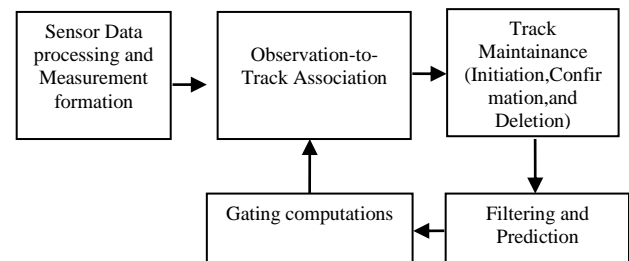 Sensor Data
processing and
Measurement
formation
Observation-to-
Track Association
Track
Maintainance
(Initiation,Confir
mation,and
Deletion)
Gating computations
Filtering and
Prediction